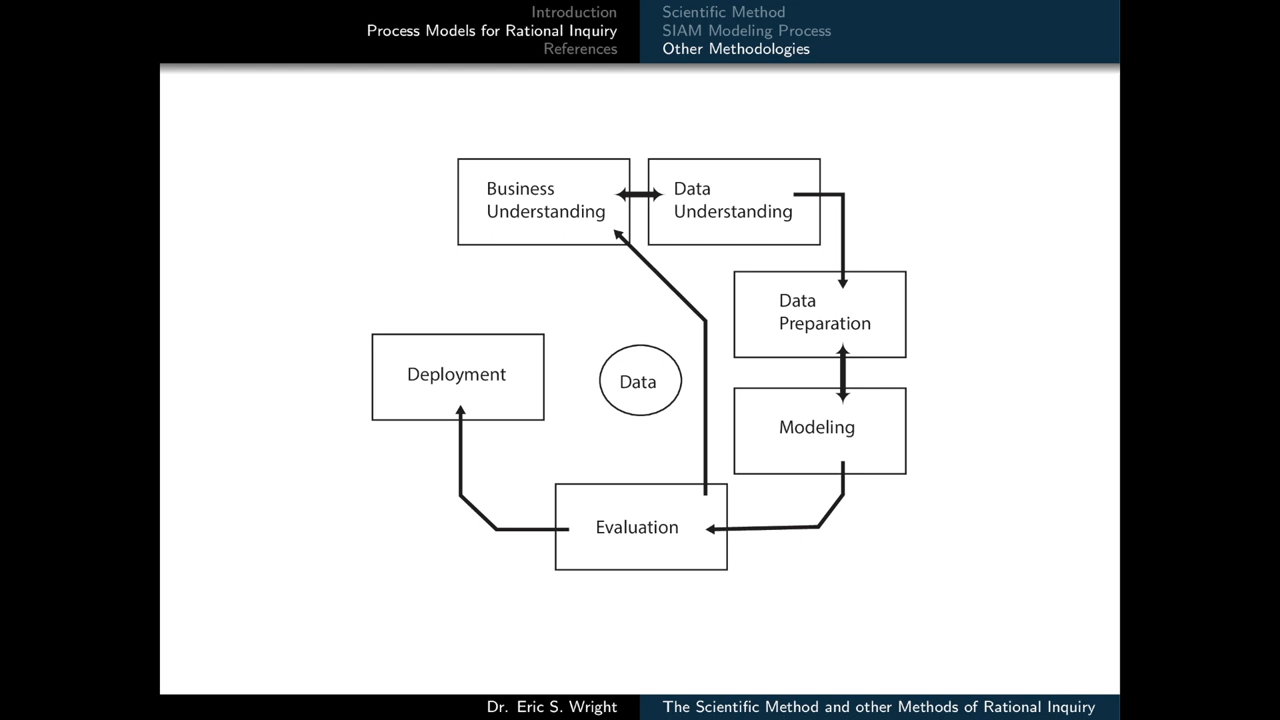 Introduction
Process Models for Rational Inquiry
References
Scientific Method
SIAM Modeling Process
Other Methodologies
Business
Understanding
Data
Understanding
Data
Preparation
Deployment
Data
Modeling
Evaluation
Dr. Eric S. Wright
The Scientific Method and other Methods of Rational Inquiry